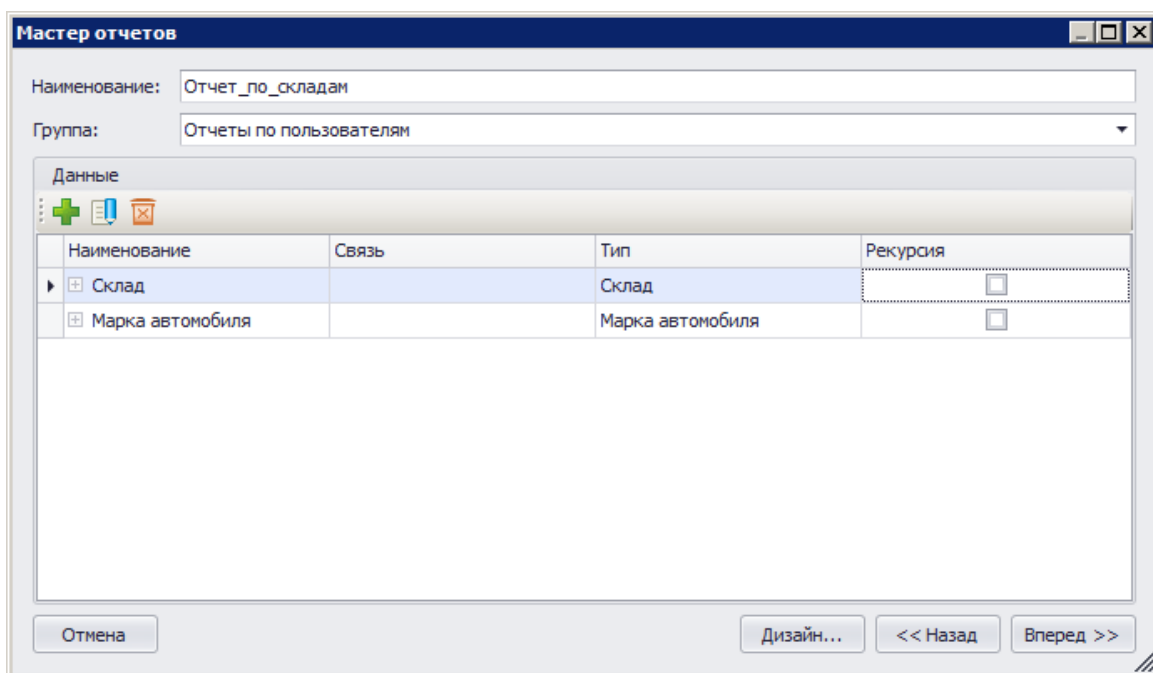 Мастер отчетов
Наименование: Отчет_по_складам
Группа: Отчеты по пользователям
Данные
Наименование Связь Тип Рекурсия
Склад Склад
Марка автомобиля Марка автомобиля
Отмена Дизайн... << Назад Вперед >>